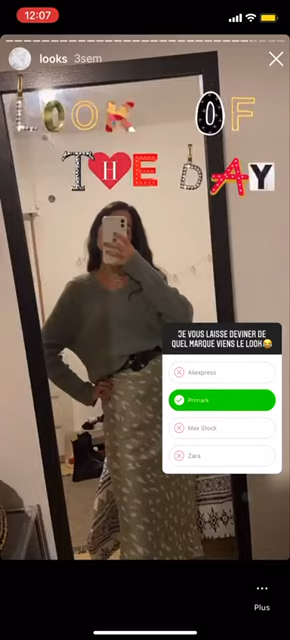 12:07
looks 3sem
LOOK OF
THE DAY
JE VOUS LAISSE DEVINER DE
QUEL MARQUE VIENS LE LOOK😂
Aliexpress
Primark
Max Stock
Zara
Plus